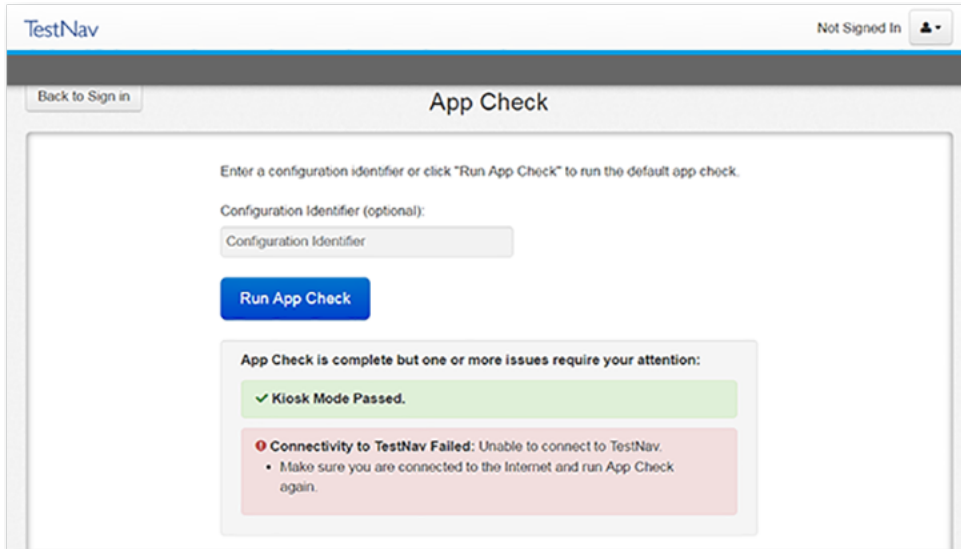 TestNav
Not Signed In
Back to Sign in
App Check
Enter a configuration identifier or click "Run App Check" to run the default app check.
Configuration Identifier (optional):
Configuration Identifier
Run App Check
App Check is complete but one or more issues require your attention:
Kiosk Mode Passed.
Connectivity to TestNav Failed: Unable to connect to TestNav.
• Make sure you are connected to the Internet and run App Check
again.